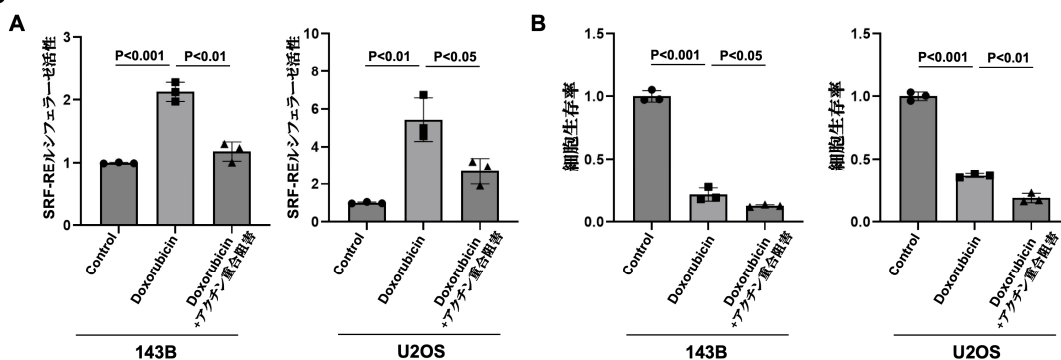 A
SRF-REルシフェラーゼ活性
3
2
1
0
P<0.001
P<0.01
Control
Doxorubicin
Doxorubicin
+アクチン重合阻害
143B
SRF-REルシフェラーゼ活性
10
8
6
4
2
0
P<0.01
P<0.05
Control
Doxorubicin
Doxorubicin
+アクチン重合阻害
U2OS
B
細胞生存率
1.5
1.0
0.5
0.0
P<0.001
P<0.05
Control
Doxorubicin
Doxorubicin
+アクチン重合阻害
143B
細胞生存率
1.5
1.0
0.5
0.0
P<0.001
P<0.01
Control
Doxorubicin
Doxorubicin
+アクチン重合阻害
U2OS